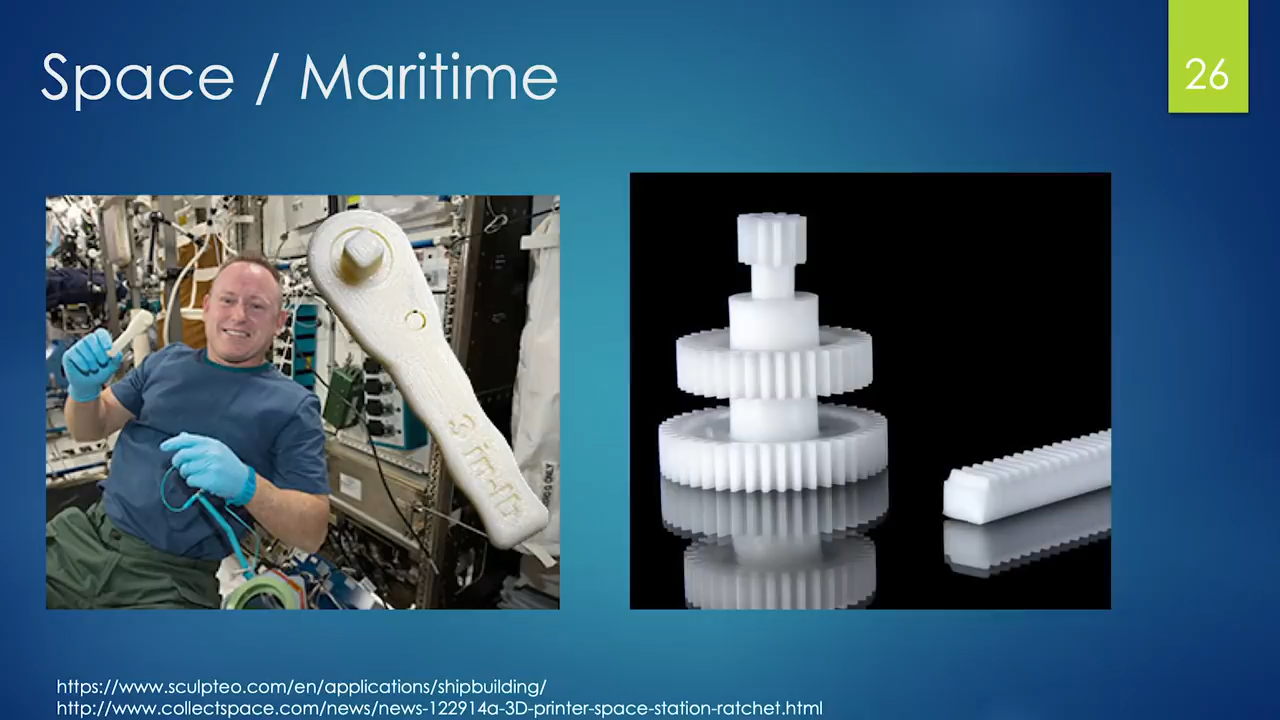 Space / Maritime
26
https://www.sculpteo.com/en/applications/shipbuilding/
http://www.collectspace.com/news/news-122914a-3D-printer-space-station-ratchet.html